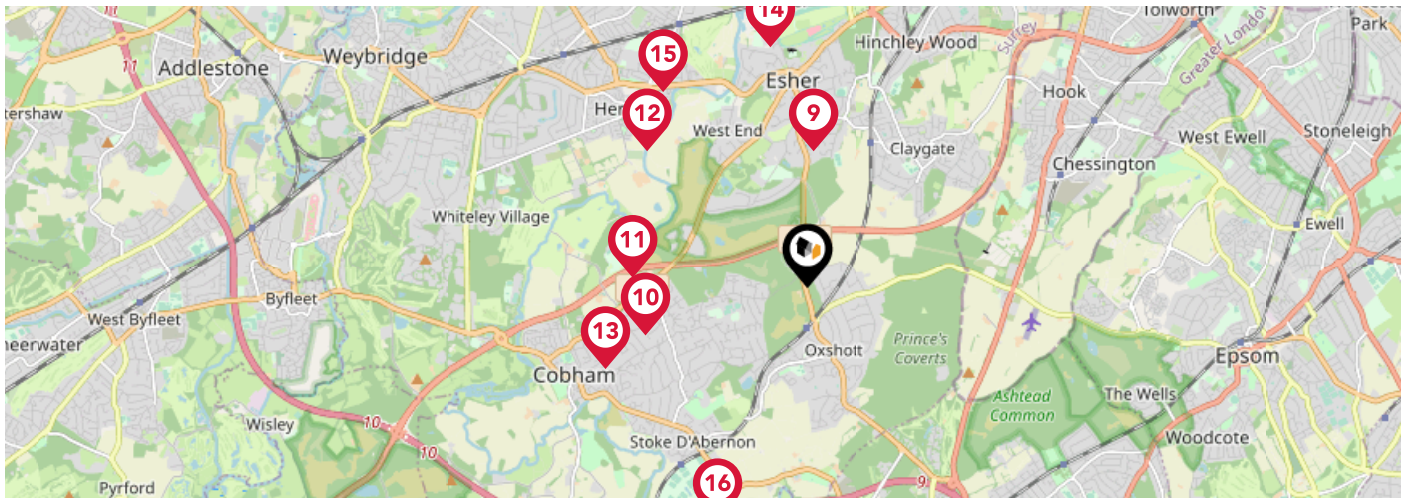 14
Tolworth
Park
11
Weybridge
Addlestone
15
Hinchley Wood
Surrey
Greater London
Esher
Hook
tershaw
Her
12
9
West End
Claygate
West Ewell
Stoneleigh
Chessington
Whiteley Village
Ewell
11
10
Byfleet
West Byfleet
13
heerwater
Oxshott
Prince's
Coverts
Epsom
Cobham
Ashtead
Common
The Wells
10
Wisley
Woodcote
Stoke D'Abernon
10
16
9
Pyrford